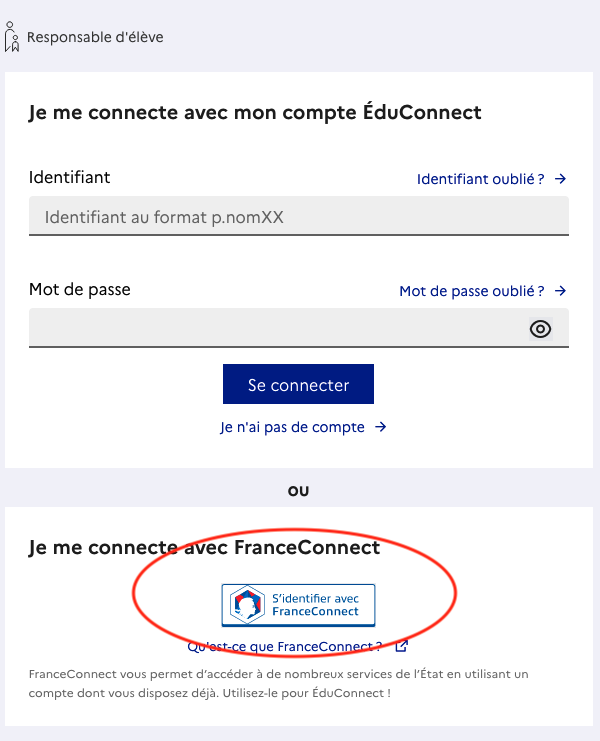 Responsable d'élève
Je me connecte avec mon compte ÉduConnect
Identifiant
Identifiant oublié ?
Identifiant au format p.nomXX
Mot de passe
Mot de passe oublié ?
Se connecter
Je n'ai pas de compte
ou
Je me connecte avec FranceConnect
S'identifier avec
FranceConnect
Qu'est-ce que FranceConnect ?
FranceConnect vous permet d'accéder à de nombreux services de l'État en utilisant un
compte dont vous disposez déjà. Utilisez-le pour ÉduConnect !